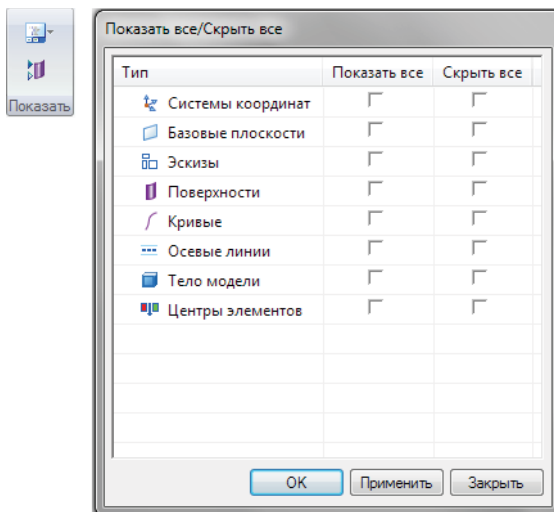 Показать
Показать все/Скрыть все
Тип Показать все Скрыть все
Системы координат
Базовые плоскости
Эскизы
Поверхности
Кривые
Осевые линии
Тело модели
Центры элементов
ОК Применить Закрыть